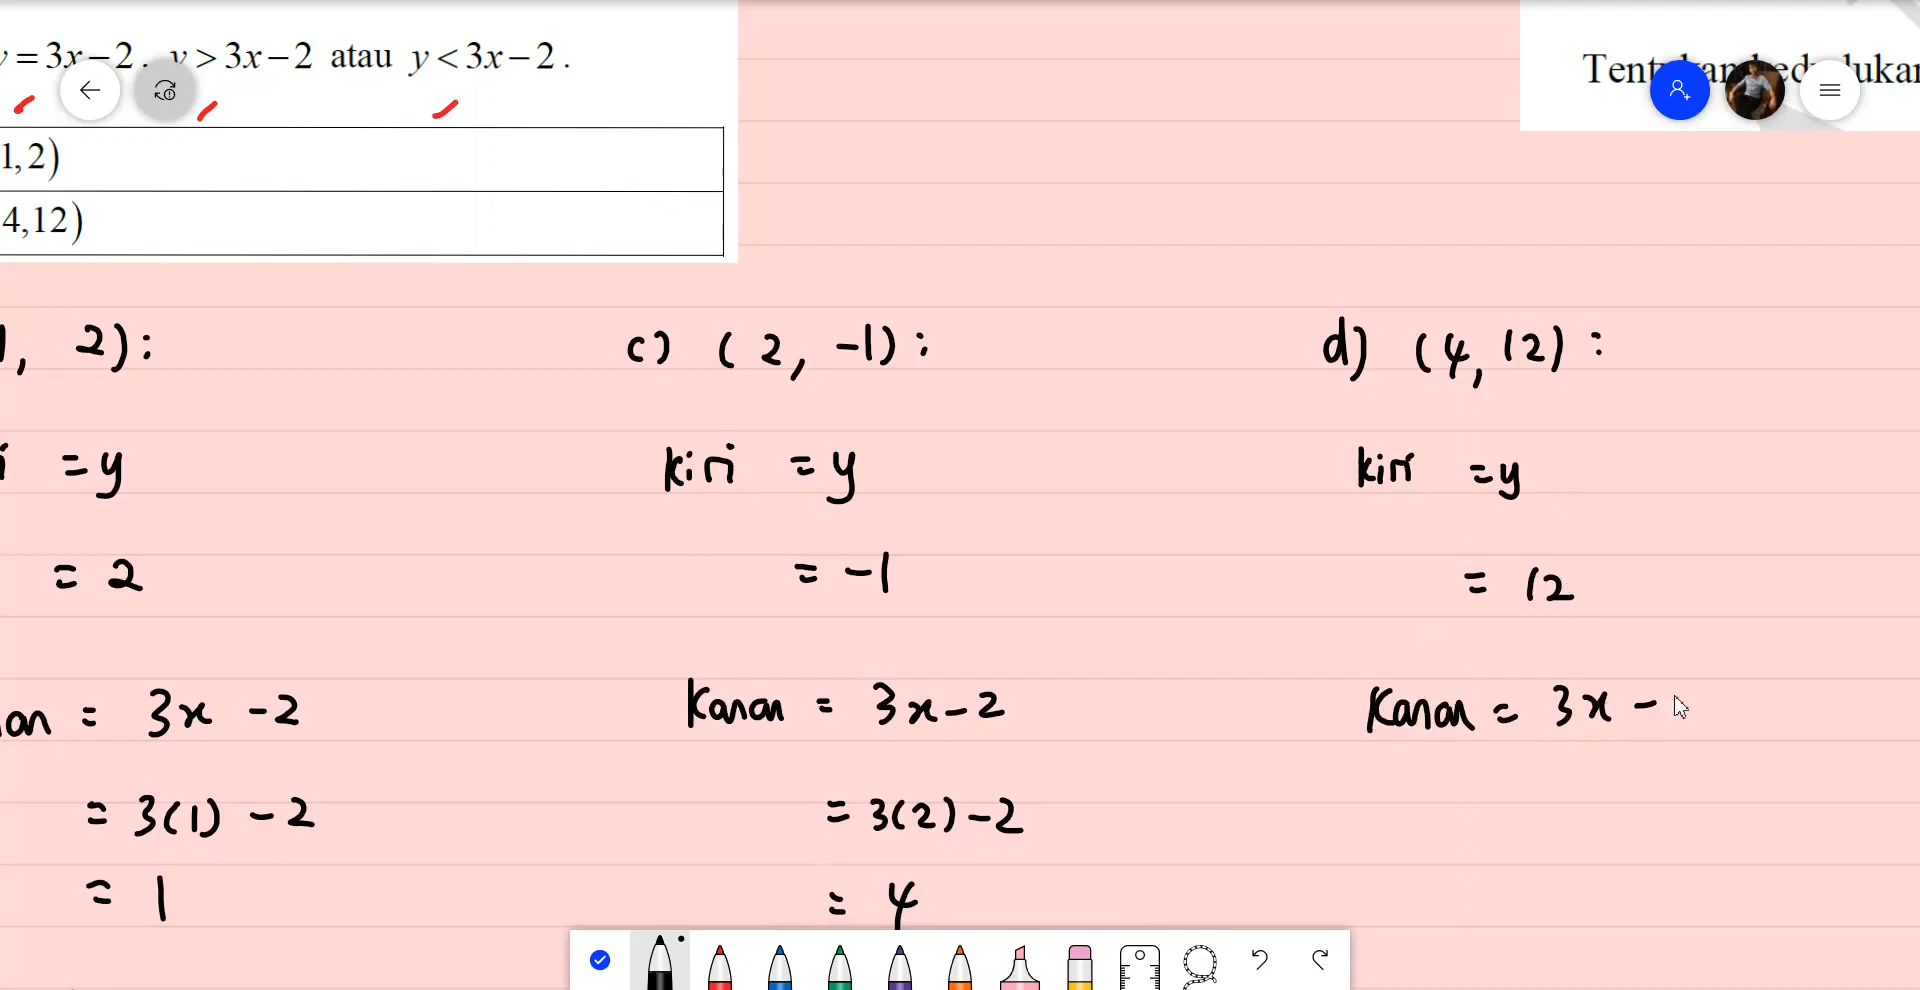 y = 3x − 2, y > 3x − 2 atau y < 3x − 2.
1, 2)
4, 12)
1, 2):
i = y
= 2
an = 3x - 2
= 3(1) - 2
= 1
c) (2, -1):
kiri = y
= -1
Kanan = 3x - 2
= 3(2) - 2
= 4
d) (4, 12):
kiri = y
= 12
Kanan = 3x -